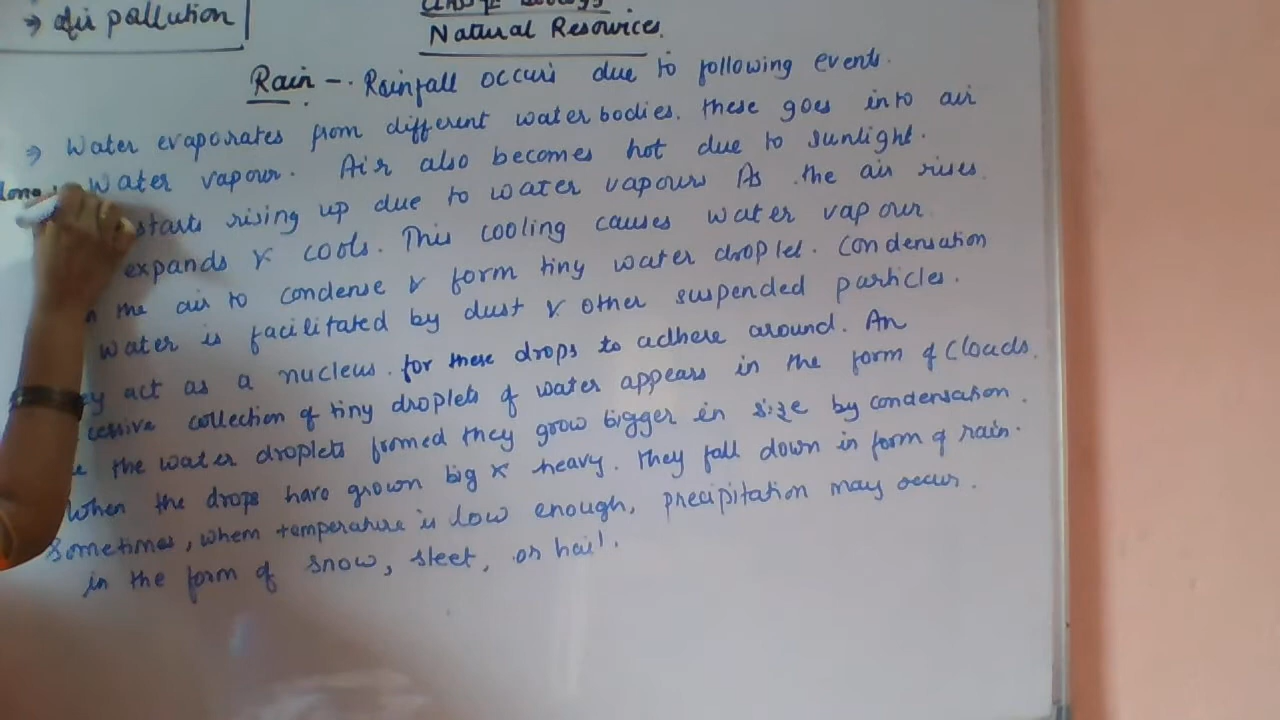 → Air pollution
Class IX Biology
Natural Resources.
Rain -. Rainfall occurs due to following events.
⇒ Water evaporates from different water bodies. These goes into air
Water vapour. Air also becomes hot due to sunlight.
starts rising up due to water vapours As the air rises
expands & cools. This cooling causes water vapour
the air to condense & form tiny water droplet. Condensation
water is facilitated by dust & other suspended particles.
act as a nucleus. for these drops to adhere around. An
collection of tiny droplets of water appears in the form of Clouds.
the water droplets fromed they grow bigger in size by condensation.
When the drops have grown big & heavy. They fall down in form of rain.
Sometimes, when temperature is low enough, precipitation may occur.
in the form of snow, sleet, or hail.